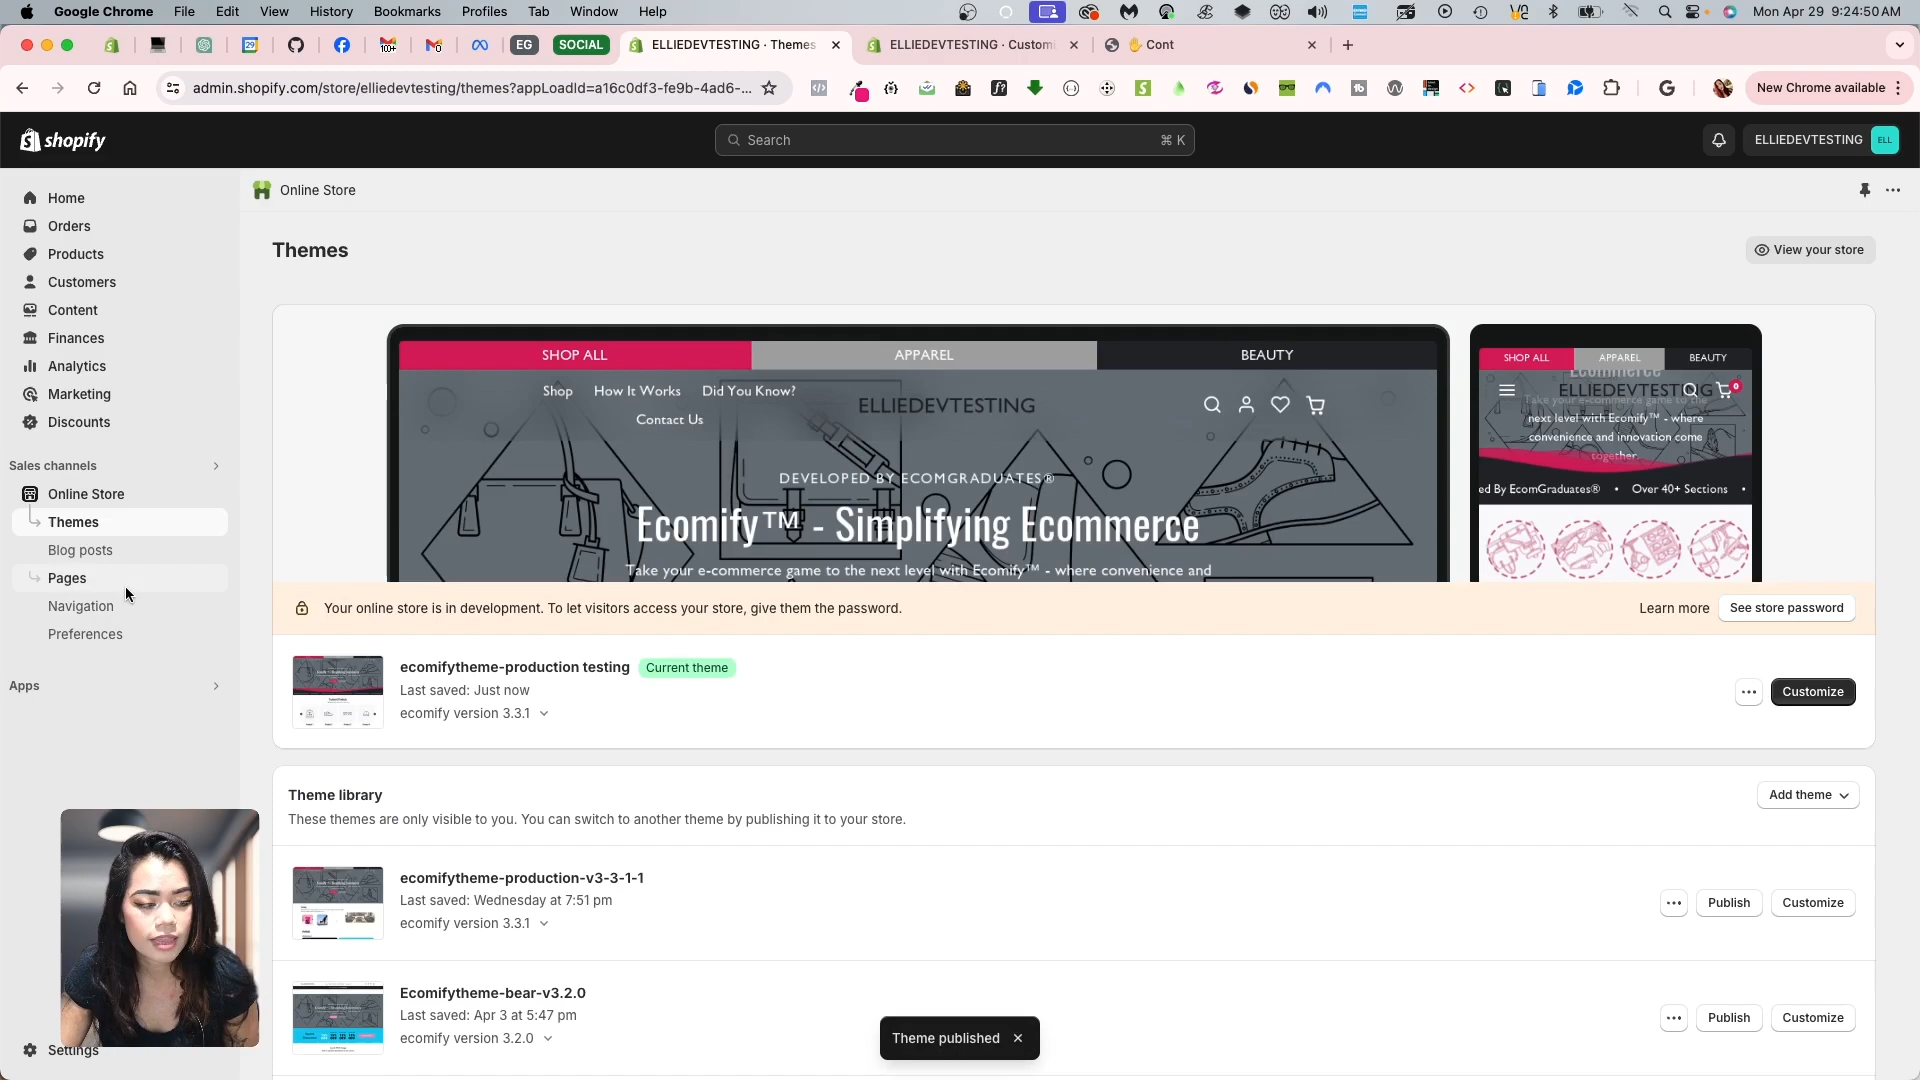 Google Chrome File Edit View History Bookmarks Profiles Tab Window Help Mon Apr 29 9:24:50 AM
EG SOCIAL ELLIEDEVTESTING · Themes ELLIEDEVTESTING · Customi Cont
admin.shopify.com/store/elliedevtesting/themes?appLoadId=a16c0df3-fe9b-4ad6-... New Chrome available
shopify Search ⌘ K ELLIEDEVTESTING ELL
Home
Orders
Products
Customers
Content
Finances
Analytics
Marketing
Discounts
Sales channels
Online Store
Themes
Blog posts
Pages
Navigation
Preferences
Apps
Settings
Online Store
Themes View your store
SHOP ALL APPAREL BEAUTY
Shop How It Works Did You Know?
Contact Us
ELLIEDEVTESTING
DEVELOPED BY ECOMGRADUATES®
Ecomify™ - Simplifying Ecommerce
Take your e-commerce game to the next level with Ecomify™ - where convenience and
SHOP ALL APPAREL BEAUTY
Ecommerce
ELLIEDEVTESTING 0
Take your e-commerce game to the
next level with Ecomify™ - where
convenience and innovation come
together.
ed By EcomGraduates® • Over 40+ Sections •
Your online store is in development. To let visitors access your store, give them the password. Learn more See store password
ecomifytheme-production testing Current theme
Last saved: Just now
ecomify version 3.3.1
Customize
Theme library
These themes are only visible to you. You can switch to another theme by publishing it to your store.
Add theme
ecomifytheme-production-v3-3-1-1
Last saved: Wednesday at 7:51 pm
ecomify version 3.3.1
Publish Customize
Ecomifytheme-bear-v3.2.0
Last saved: Apr 3 at 5:47 pm
ecomify version 3.2.0
Publish Customize
Theme published